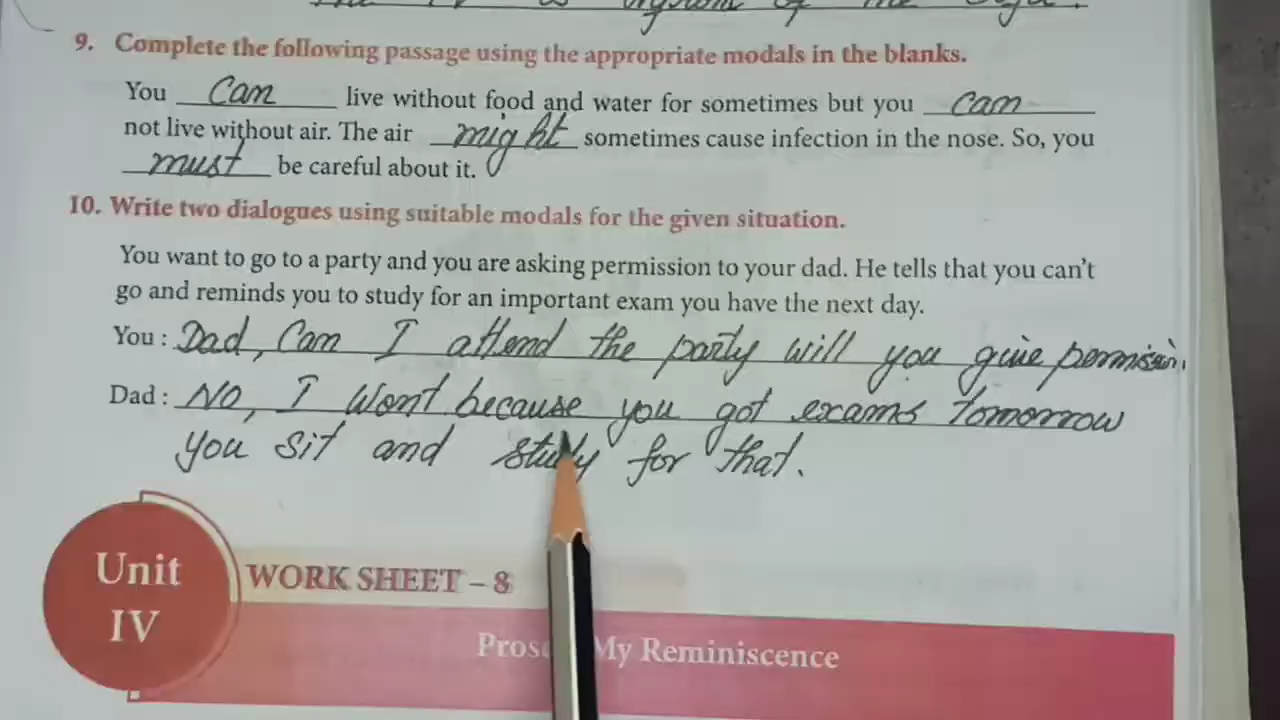 9. Complete the following passage using the appropriate modals in the blanks.
You Can live without food and water for sometimes but you can
not live without air. The air might sometimes cause infection in the nose. So, you
must be careful about it.
10. Write two dialogues using suitable modals for the given situation.
You want to go to a party and you are asking permission to your dad. He tells that you can't
go and reminds you to study for an important exam you have the next day.
You : Dad, Can I attend the party will you give permission.
Dad : No, I Wont because you got exams Tomorrow
you sit and study for that.
Unit
IV
WORK SHEET – 8
My Reminiscence